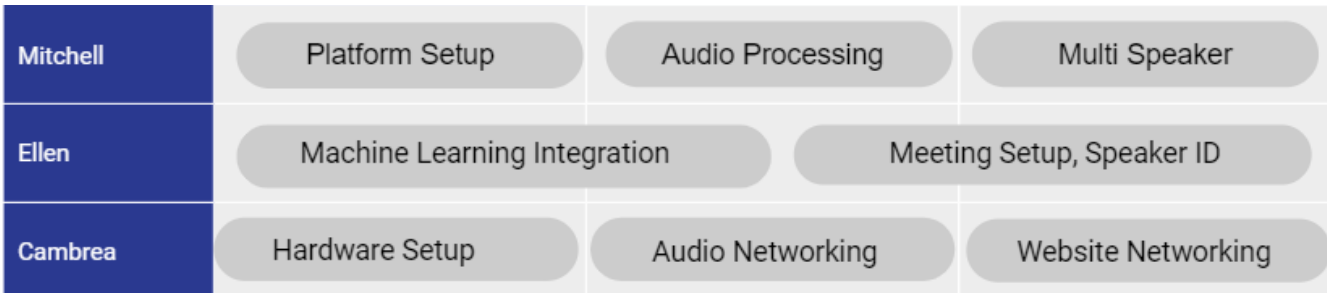 Mitchell
Platform Setup
Audio Processing
Multi Speaker
Ellen
Machine Learning Integration
Meeting Setup, Speaker ID
Cambrea
Hardware Setup
Audio Networking
Website Networking